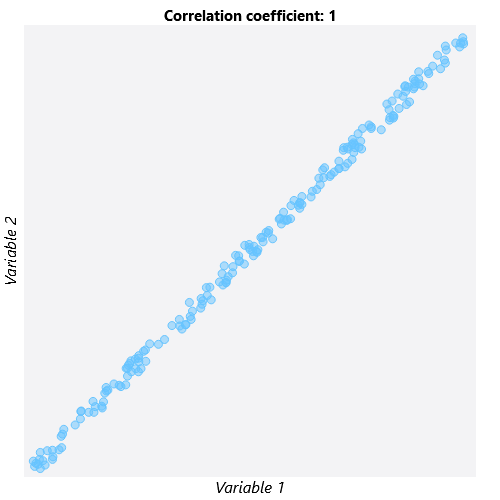 Correlation coefficient: 1
Variable 2
Variable 1